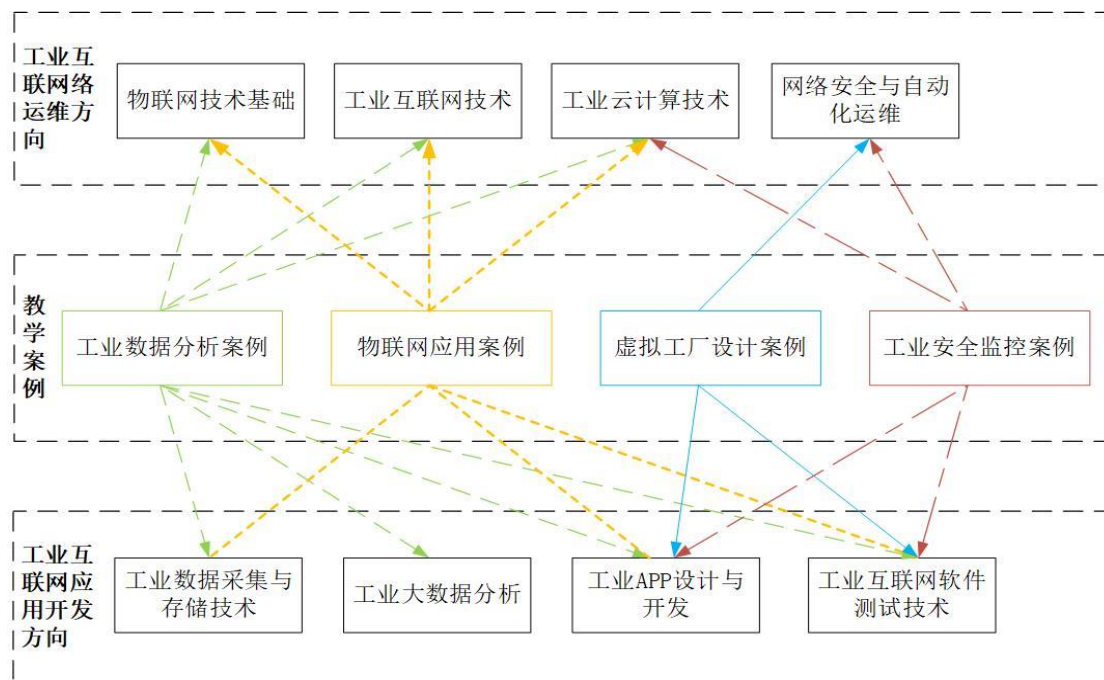 工业互
联网络
运维方
向
物联网技术基础
工业互联网技术
工业云计算技术
网络安全与自动
化运维
教
学
案
例
工业数据分析案例
物联网应用案例
虚拟工厂设计案例
工业安全监控案例
工业互
联网应
用开发
方向
工业数据采集与
存储技术
工业大数据分析
工业APP设计与
开发
工业互联网软件
测试技术